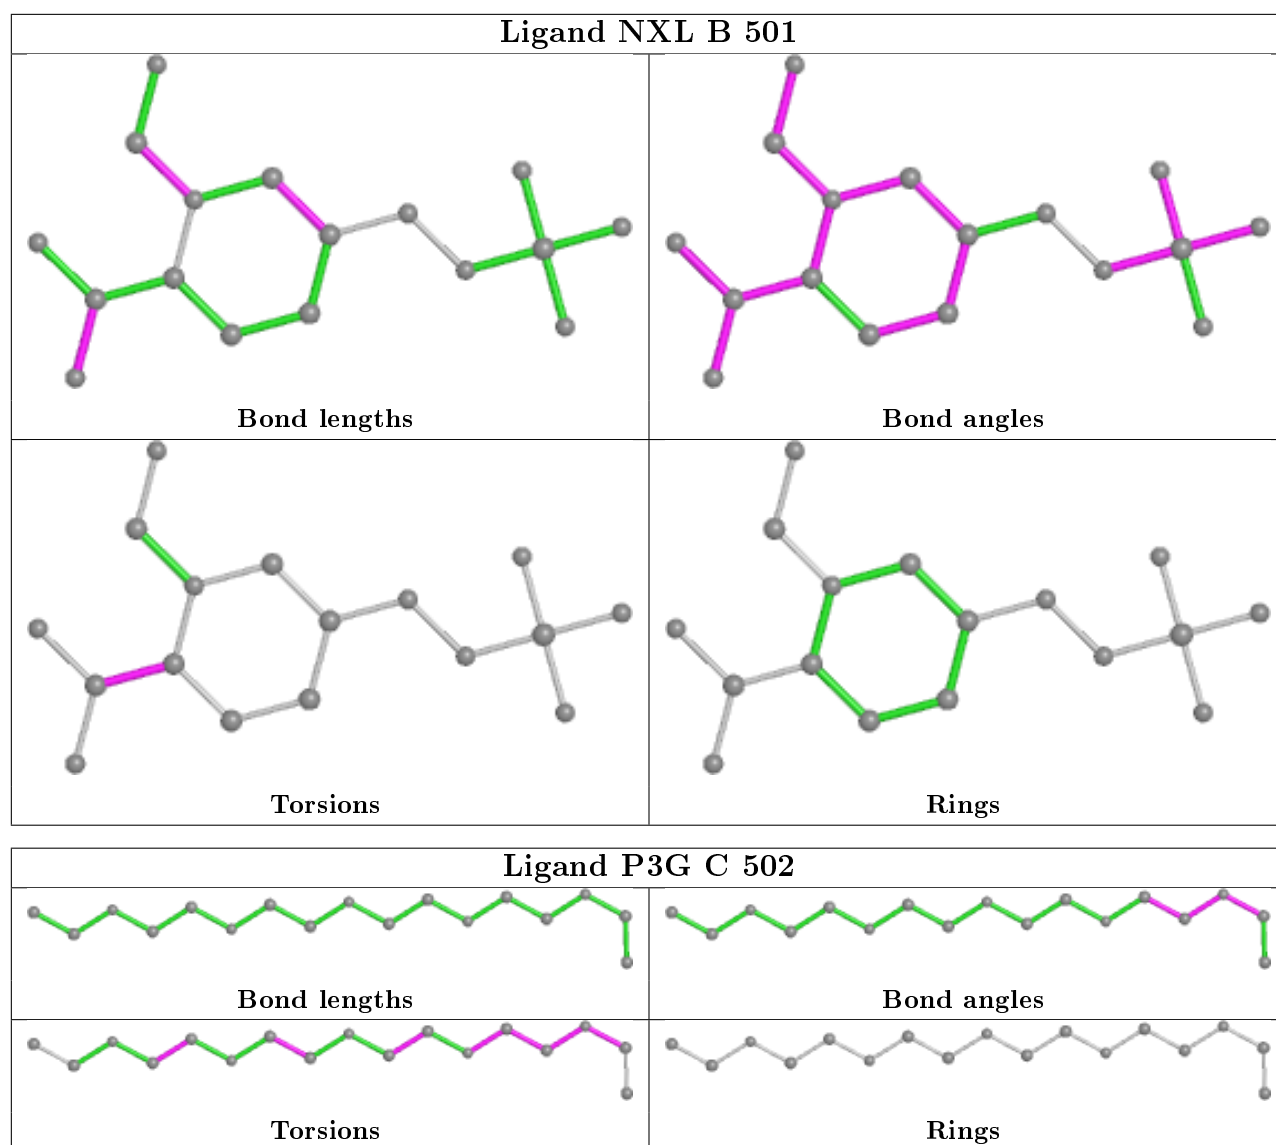 Ligand NXL B 501
Bond lengths Bond angles
Torsions Rings
Ligand P3G C 502
Bond lengths Bond angles
Torsions Rings